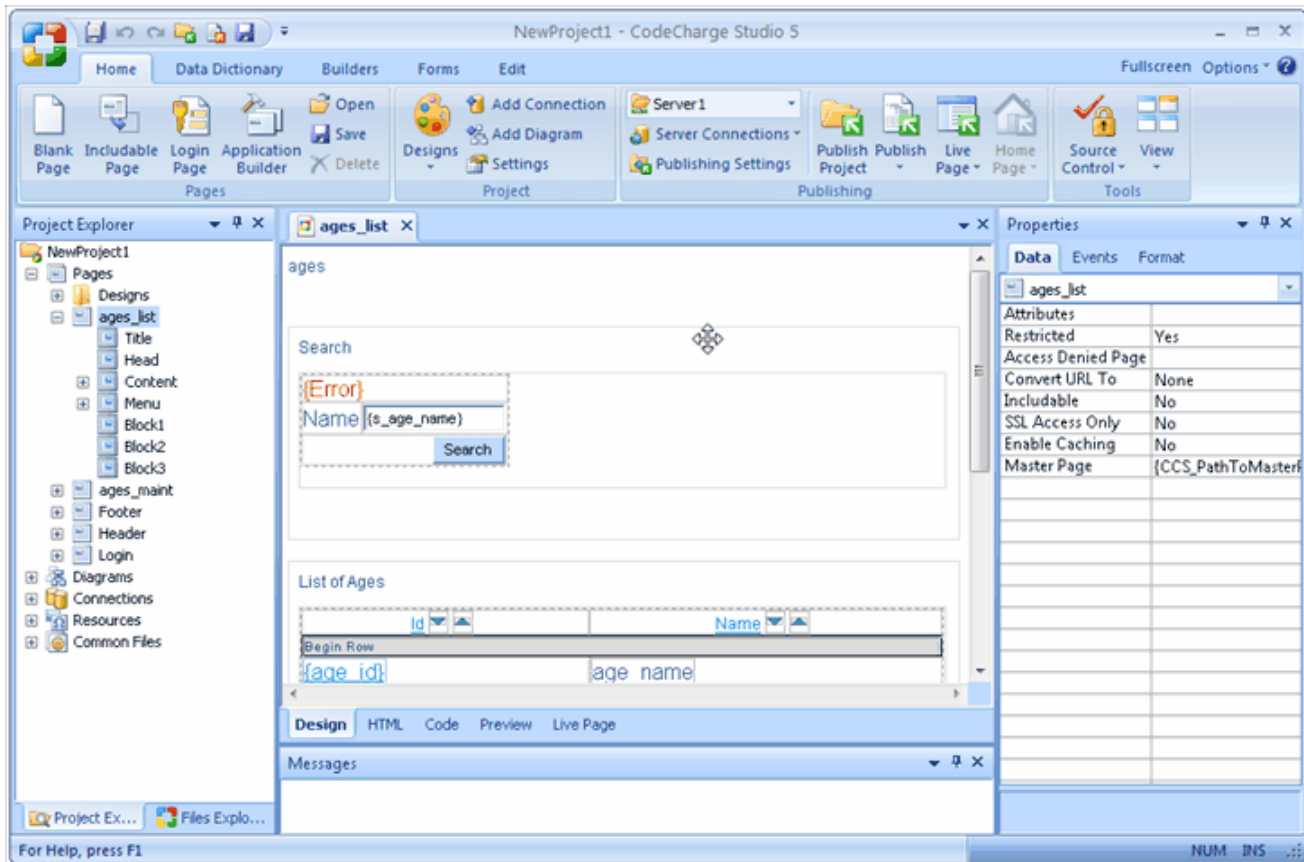 NewProject1 - CodeCharge Studio 5
Home Data Dictionary Builders Forms Edit Fullscreen Options
Blank Page
Includable Page
Login Page
Application Builder
Open
Save
Delete
Pages
Designs
Add Connection
Add Diagram
Settings
Project
Server1
Server Connections
Publishing Settings
Publish Project
Publish
Live Page
Home Page
Publishing
Source Control
View
Tools
Project Explorer
NewProject1
Pages
Designs
ages_list
Title
Head
Content
Menu
Block1
Block2
Block3
ages_maint
Footer
Header
Login
Diagrams
Connections
Resources
Common Files
Project Ex... Files Explo...
ages_list
ages
Search
{Error}
Name {s_age_name}
Search
List of Ages
Id Name
Begin Row
{age_id} age_name
Design HTML Code Preview Live Page
Messages
Properties
Data Events Format
ages_list
Attributes
Restricted Yes
Access Denied Page
Convert URL To None
Includable No
SSL Access Only No
Enable Caching No
Master Page {CCS_PathToMasterP
For Help, press F1
NUM INS